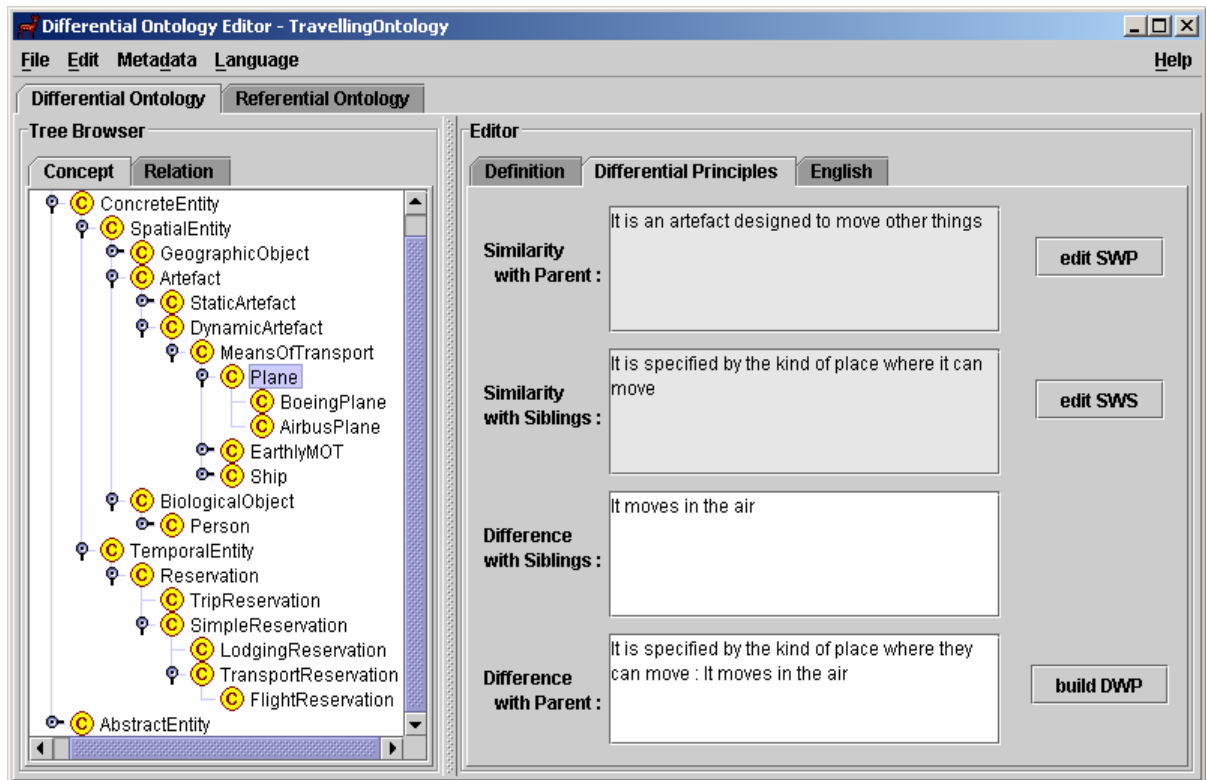 Differential Ontology Editor - TravellingOntology
File Edit Metadata Language Help
Differential Ontology Referential Ontology
Tree Browser
Concept Relation
C ConcreteEntity
C SpatialEntity
C GeographicObject
C Artefact
C StaticArtefact
C DynamicArtefact
C MeansOfTransport
C Plane
C BoeingPlane
C AirbusPlane
C EarthlyMOT
C Ship
C BiologicalObject
C Person
C TemporalEntity
C Reservation
C TripReservation
C SimpleReservation
C LodgingReservation
C TransportReservation
C FlightReservation
C AbstractEntity
Editor
Definition Differential Principles English
Similarity
with Parent :
It is an artefact designed to move other things
edit SWP
Similarity
with Siblings :
It is specified by the kind of place where it can
move
edit SWS
Difference
with Siblings :
It moves in the air
Difference
with Parent :
It is specified by the kind of place where they
can move : It moves in the air
build DWP